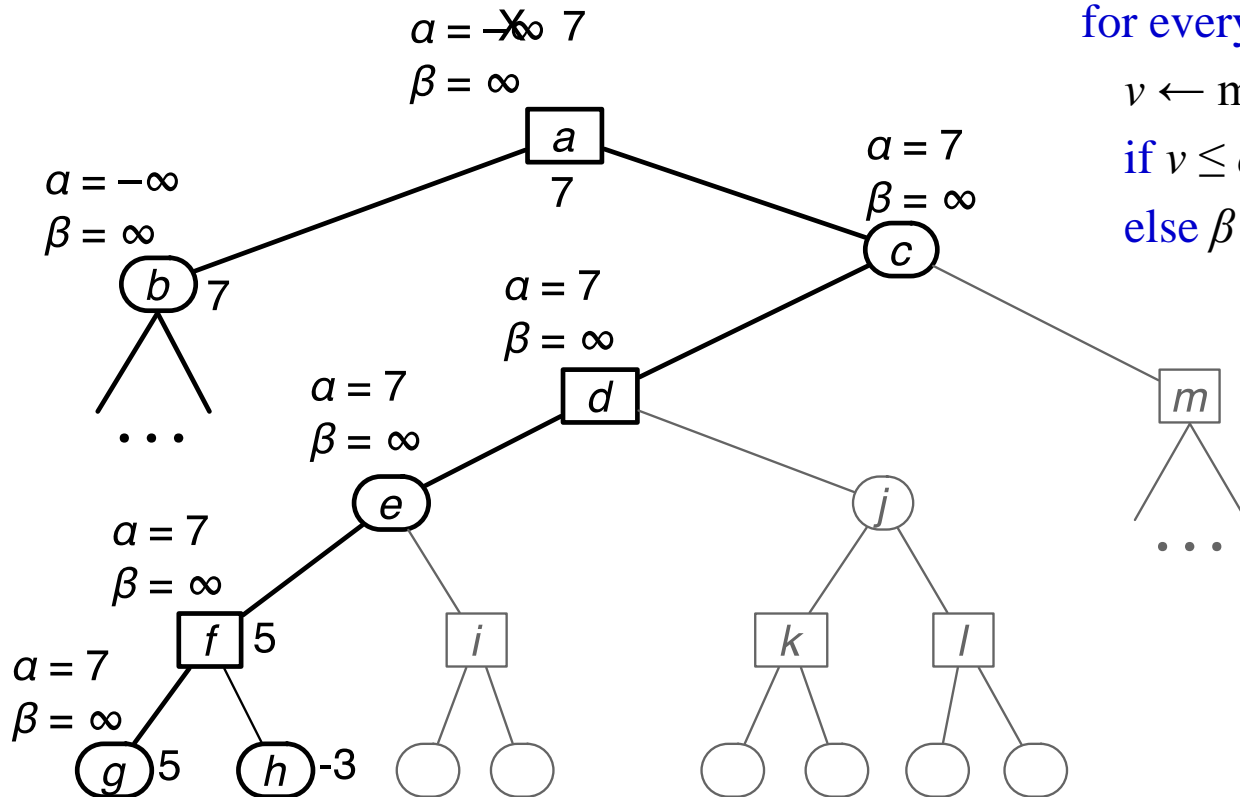 α = –∞ 7
β = ∞
a
7
for every
v ← m
if v ≤
else β
α = 7
β = ∞
c
α = –∞
β = ∞
b 7
. . .
α = 7
β = ∞
d
m
. . .
α = 7
β = ∞
e
j
α = 7
β = ∞
f 5
i
k
l
α = 7
β = ∞
g 5
h -3